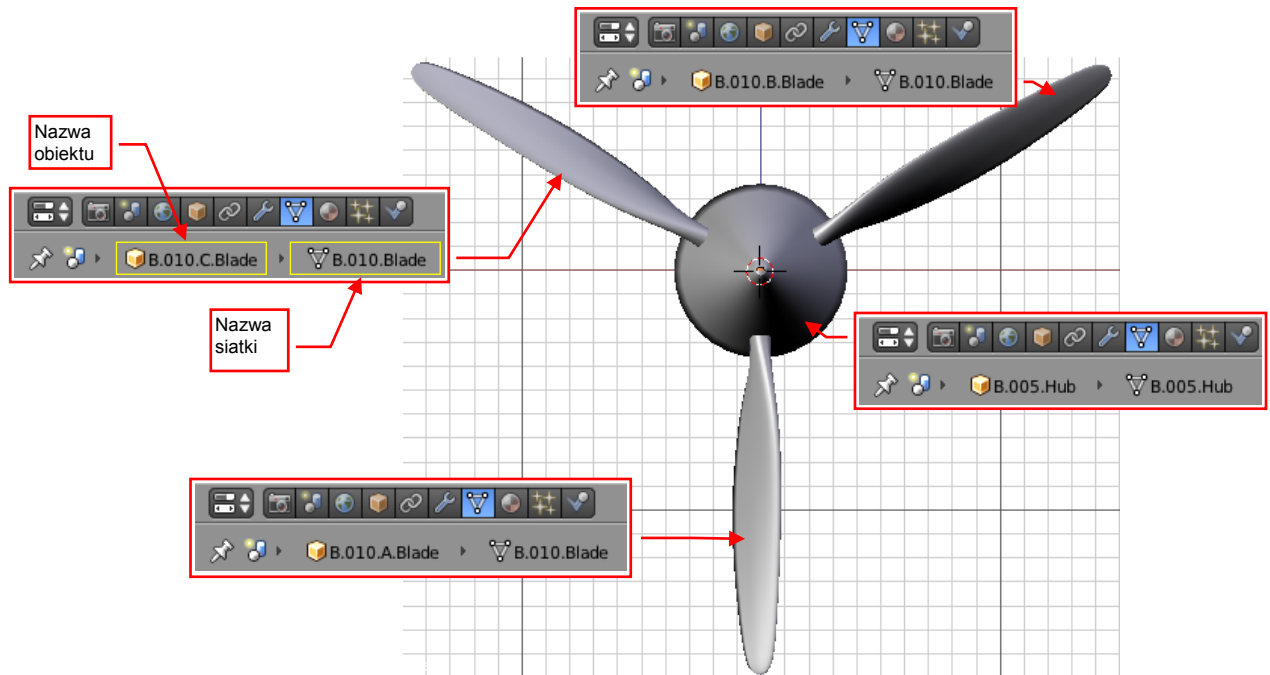 B.010.B.Blade B.010.Blade
Nazwa
obiektu
B.010.C.Blade B.010.Blade
Nazwa
siatki
B.005.Hub B.005.Hub
B.010.A.Blade B.010.Blade